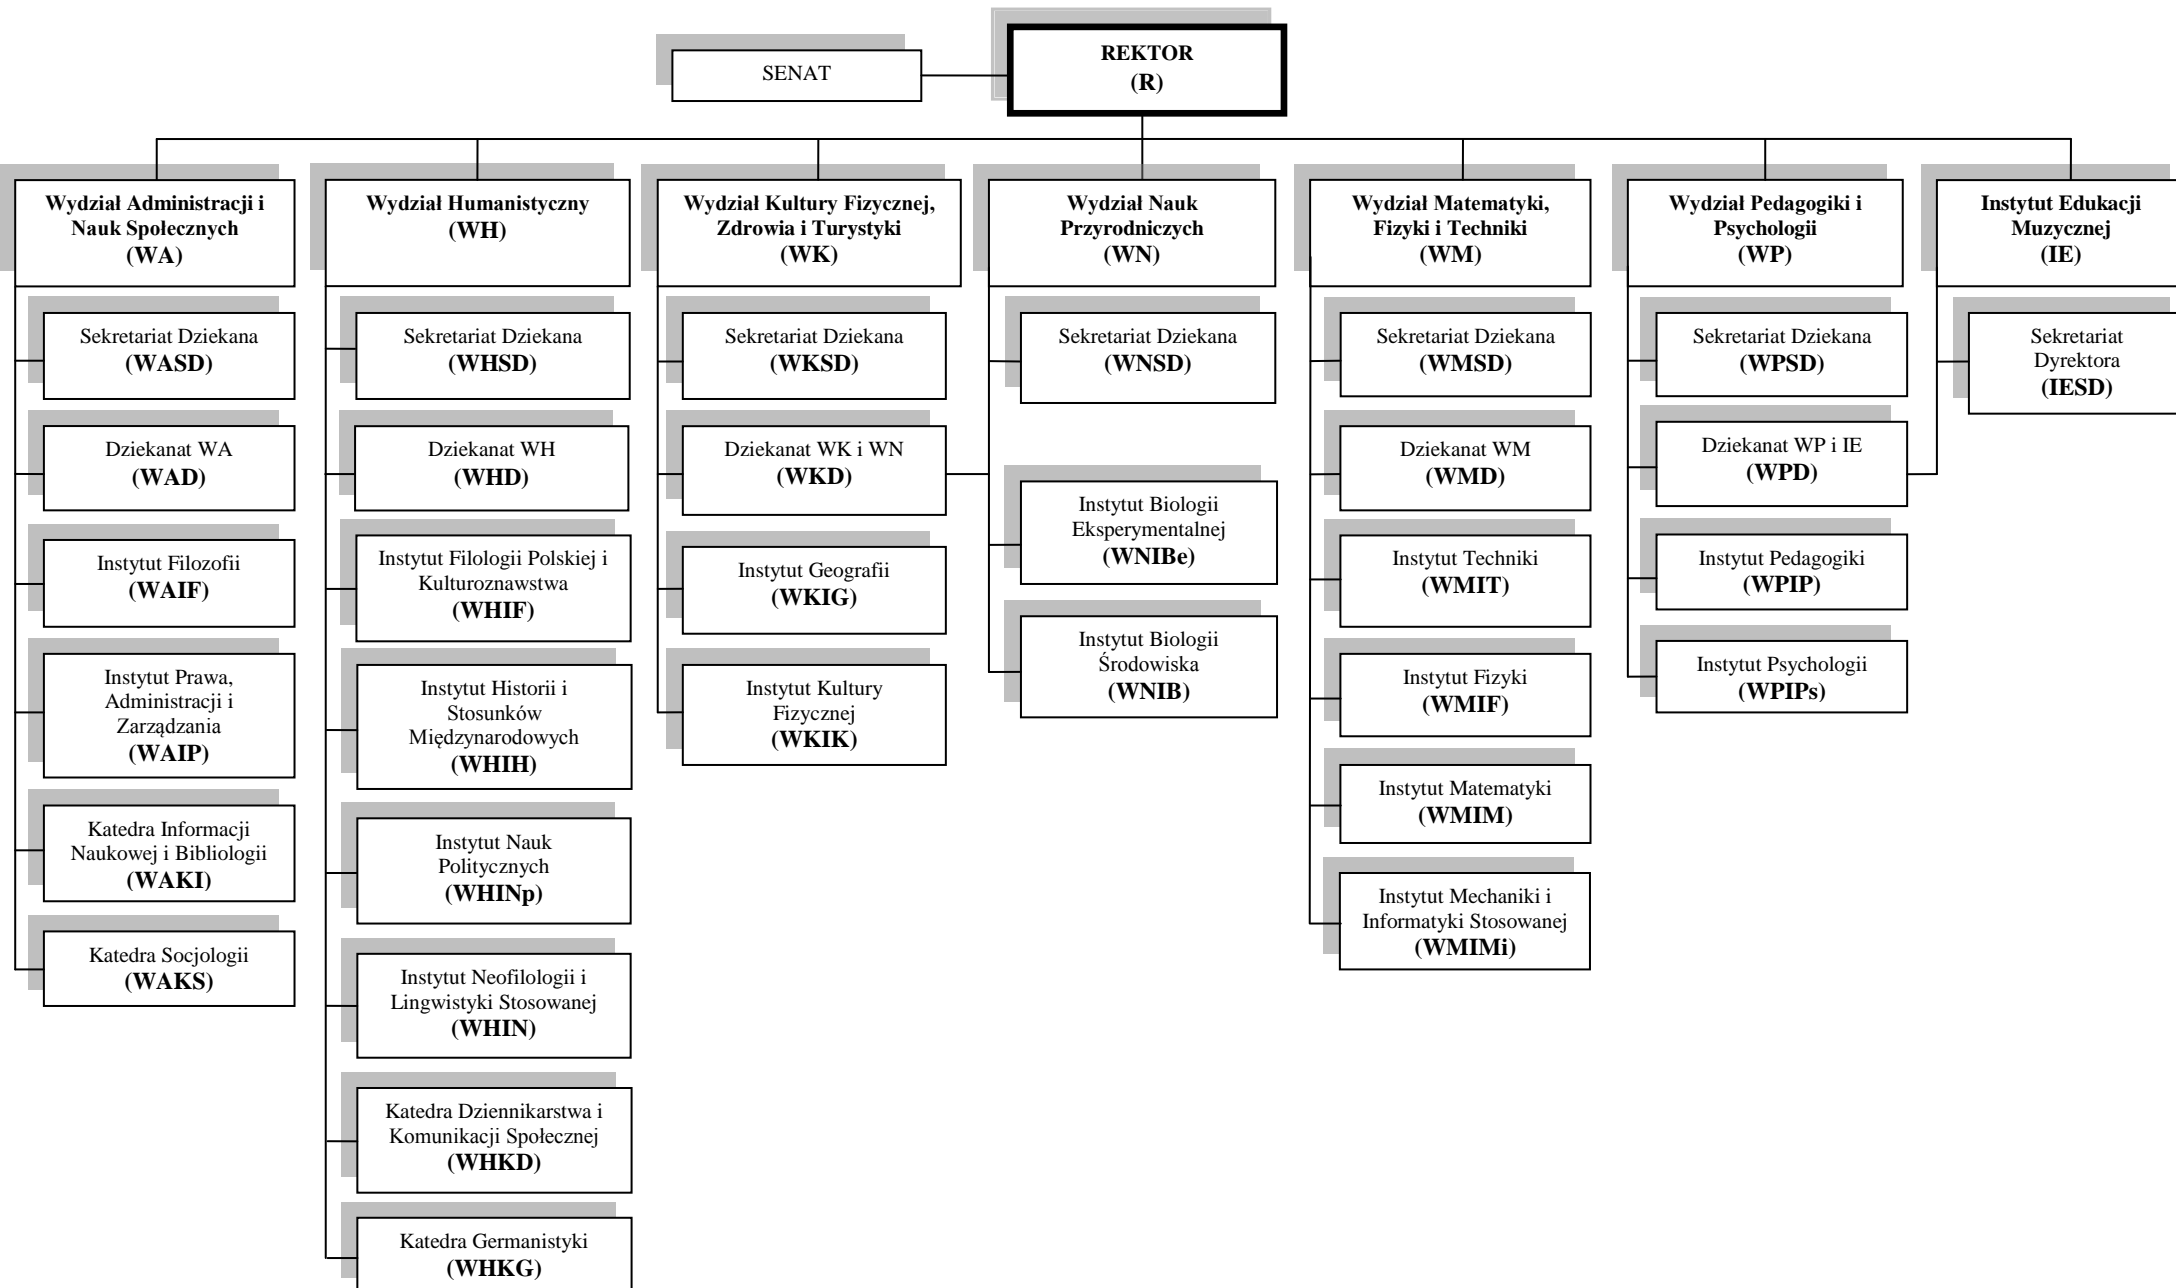 SENAT
REKTOR
(R)
Wydział Administracji i
Nauk Społecznych
(WA)
Sekretariat Dziekana
(WASD)
Dziekanat WA
(WAD)
Instytut Filozofii
(WAIF)
Instytut Prawa,
Administracji i
Zarządzania
(WAIP)
Katedra Informacji
Naukowej i Bibliologii
(WAKI)
Katedra Socjologii
(WAKS)
Wydział Humanistyczny
(WH)
Sekretariat Dziekana
(WHSD)
Dziekanat WH
(WHD)
Instytut Filologii Polskiej i
Kulturoznawstwa
(WHIF)
Instytut Historii i
Stosunków
Międzynarodowych
(WHIH)
Instytut Nauk
Politycznych
(WHINp)
Instytut Neofilologii i
Lingwistyki Stosowanej
(WHIN)
Katedra Dziennikarstwa i
Komunikacji Społecznej
(WHKD)
Katedra Germanistyki
(WHKG)
Wydział Kultury Fizycznej,
Zdrowia i Turystyki
(WK)
Sekretariat Dziekana
(WKSD)
Dziekanat WK i WN
(WKD)
Instytut Geografii
(WKIG)
Instytut Kultury
Fizycznej
(WKIK)
Wydział Nauk
Przyrodniczych
(WN)
Sekretariat Dziekana
(WNSD)
Instytut Biologii
Eksperymentalnej
(WNIBe)
Instytut Biologii
Środowiska
(WNIB)
Wydział Matematyki,
Fizyki i Techniki
(WM)
Sekretariat Dziekana
(WMSD)
Dziekanat WM
(WMD)
Instytut Techniki
(WMIT)
Instytut Fizyki
(WMIF)
Instytut Matematyki
(WMIM)
Instytut Mechaniki i
Informatyki Stosowanej
(WMIMi)
Wydział Pedagogiki i
Psychologii
(WP)
Sekretariat Dziekana
(WPSD)
Dziekanat WP i IE
(WPD)
Instytut Pedagogiki
(WPIP)
Instytut Psychologii
(WPIPs)
Instytut Edukacji
Muzycznej
(IE)
Sekretariat
Dyrektora
(IESD)